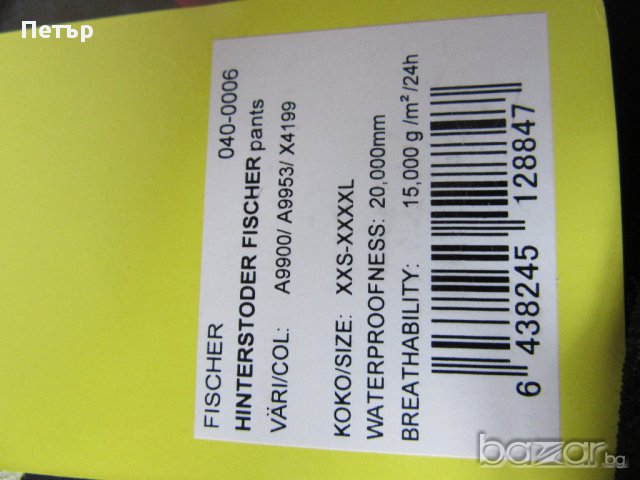 Петър
FISCHER 040-0006
HINTERSTODER FISCHER pants
VÄRI/COL: A9900/ A9953/ X4199
KOKO/SIZE: XXS-XXXXL
WATERPROOFNESS: 20,000mm
BREATHABILITY: 15,000 g /m² /24h
6 438245 128847
bazar.bg